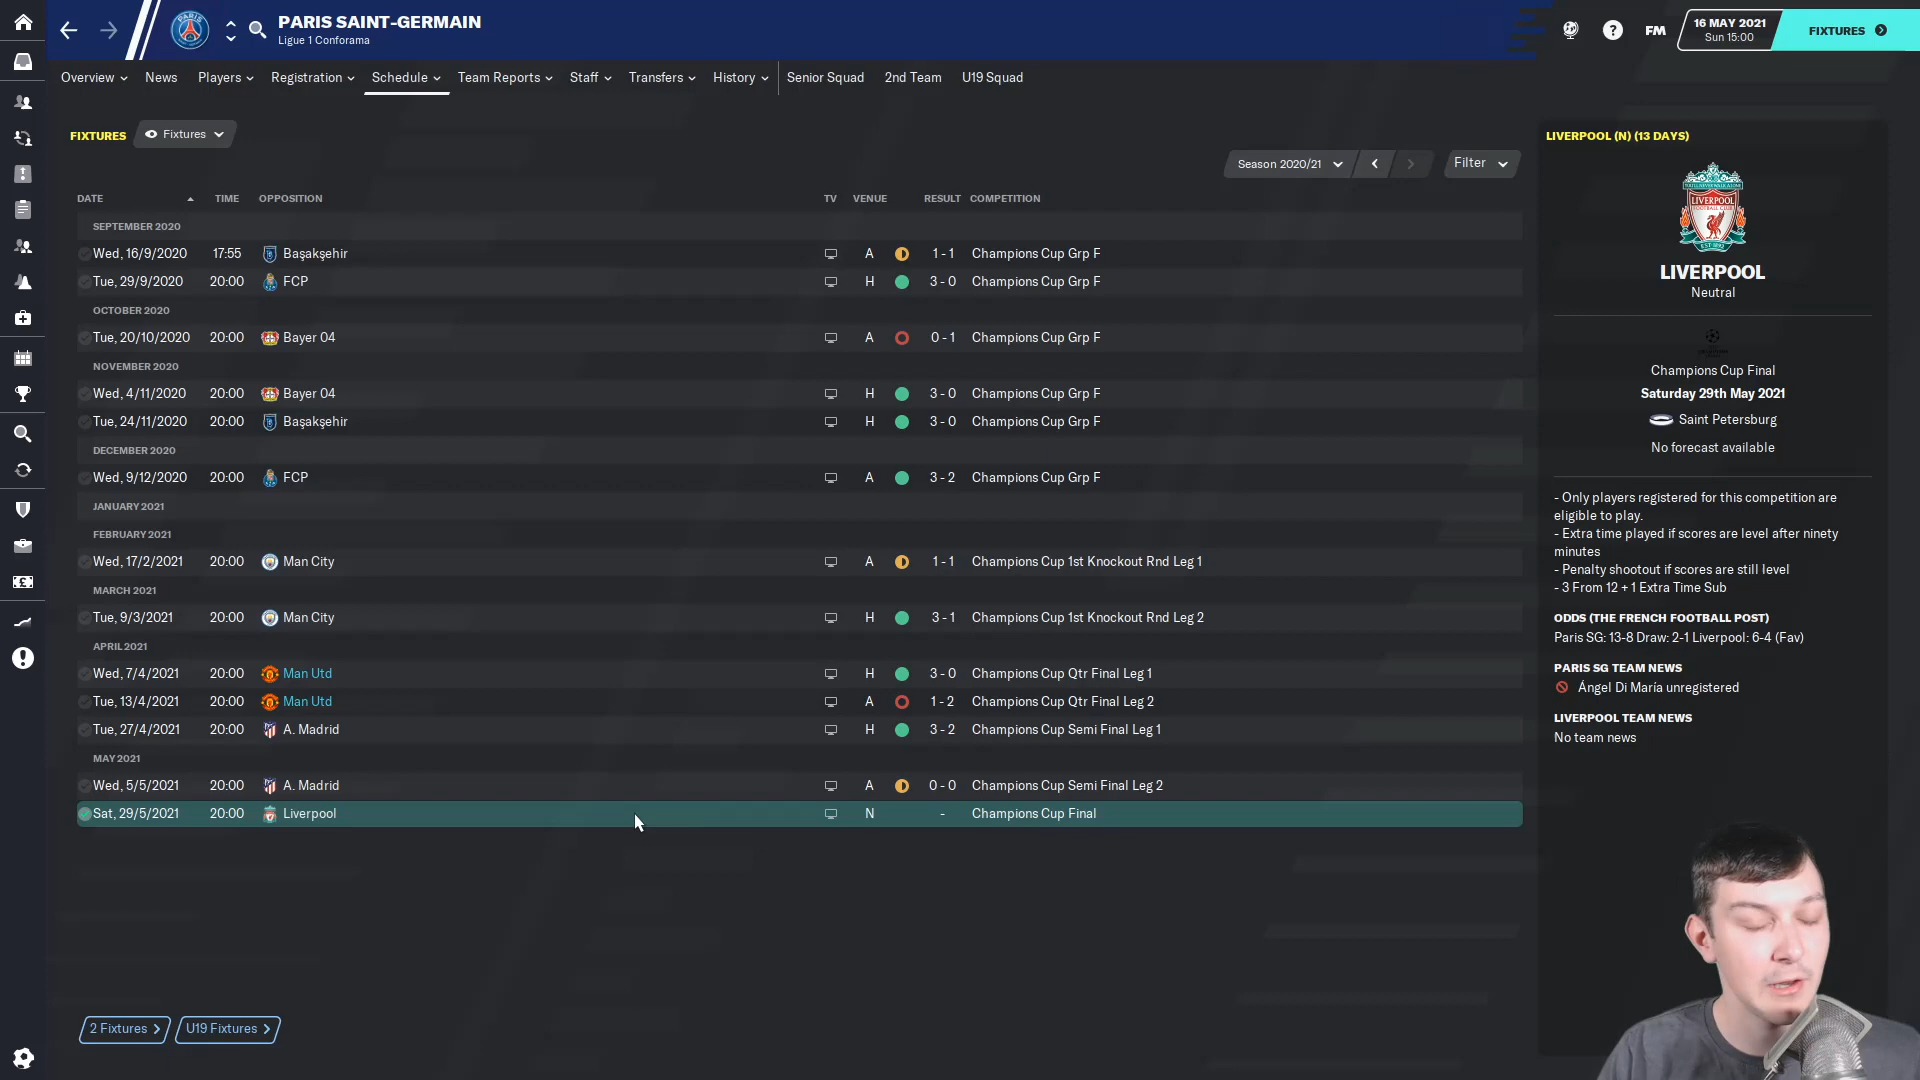 PARIS SAINT-GERMAIN
Ligue 1 Conforama
FM
16 MAY 2021
Sun 15:00
FIXTURES
Overview
News
Players
Registration
Schedule
Team Reports
Staff
Transfers
History
Senior Squad
2nd Team
U19 Squad
FIXTURES
Fixtures
Season 2020/21
Filter
DATE TIME OPPOSITION TV VENUE RESULT COMPETITION
SEPTEMBER 2020
Wed, 16/9/2020 17:55 Başakşehir A 1 - 1 Champions Cup Grp F
Tue, 29/9/2020 20:00 FCP H 3 - 0 Champions Cup Grp F
OCTOBER 2020
Tue, 20/10/2020 20:00 Bayer 04 A 0 - 1 Champions Cup Grp F
NOVEMBER 2020
Wed, 4/11/2020 20:00 Bayer 04 H 3 - 0 Champions Cup Grp F
Tue, 24/11/2020 20:00 Başakşehir H 3 - 0 Champions Cup Grp F
DECEMBER 2020
Wed, 9/12/2020 20:00 FCP A 3 - 2 Champions Cup Grp F
JANUARY 2021
FEBRUARY 2021
Wed, 17/2/2021 20:00 Man City A 1 - 1 Champions Cup 1st Knockout Rnd Leg 1
MARCH 2021
Tue, 9/3/2021 20:00 Man City H 3 - 1 Champions Cup 1st Knockout Rnd Leg 2
APRIL 2021
Wed, 7/4/2021 20:00 Man Utd H 3 - 0 Champions Cup Qtr Final Leg 1
Tue, 13/4/2021 20:00 Man Utd A 1 - 2 Champions Cup Qtr Final Leg 2
Tue, 27/4/2021 20:00 A. Madrid H 3 - 2 Champions Cup Semi Final Leg 1
MAY 2021
Wed, 5/5/2021 20:00 A. Madrid A 0 - 0 Champions Cup Semi Final Leg 2
Sat, 29/5/2021 20:00 Liverpool N - Champions Cup Final
2 Fixtures
U19 Fixtures
LIVERPOOL (N) (13 DAYS)
LIVERPOOL
LIVERPOOL
Neutral
Champions Cup Final
Saturday 29th May 2021
Saint Petersburg
No forecast available
- Only players registered for this competition are
eligible to play.
- Extra time played if scores are level after ninety
minutes
- Penalty shootout if scores are still level
- 3 From 12 + 1 Extra Time Sub
ODDS (THE FRENCH FOOTBALL POST)
Paris SG: 13-8 Draw: 2-1 Liverpool: 6-4 (Fav)
PARIS SG TEAM NEWS
Ángel Di María unregistered
LIVERPOOL TEAM NEWS
No team news